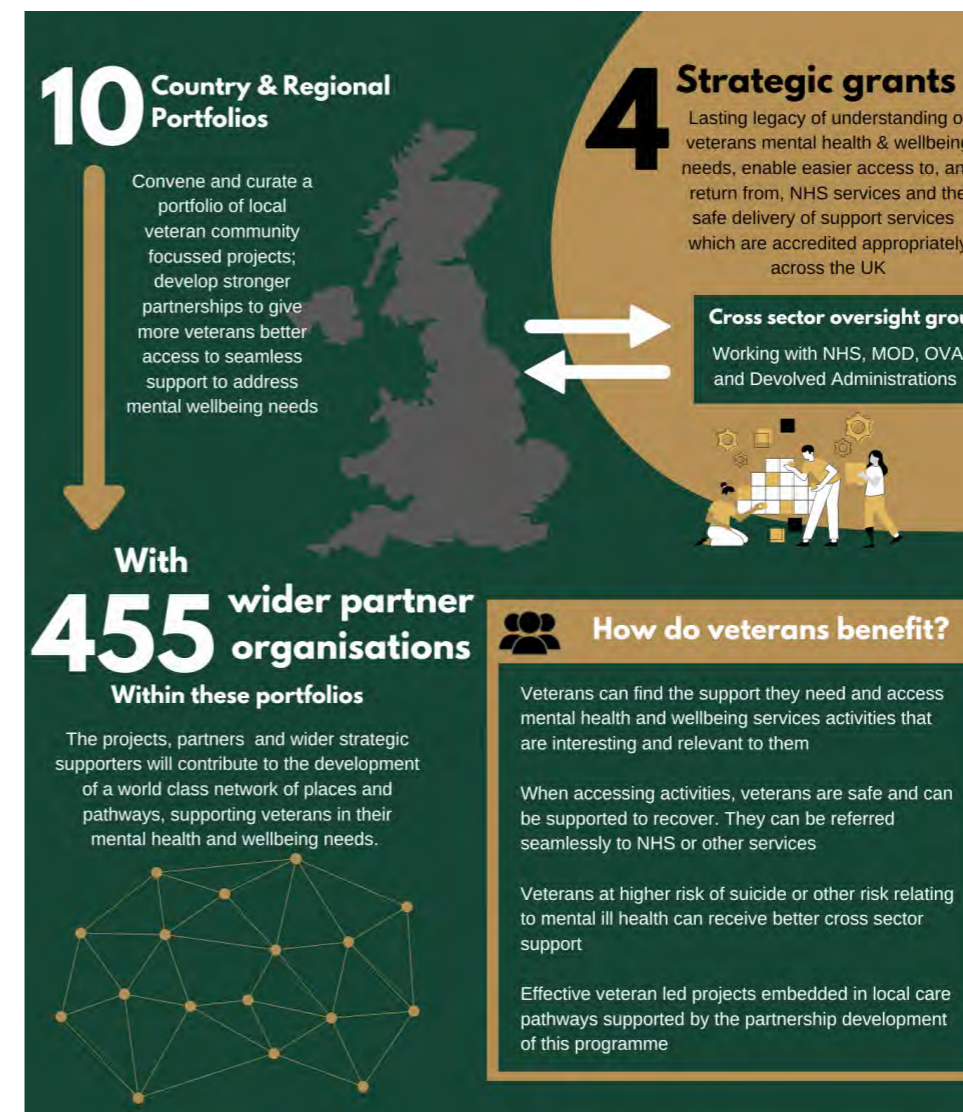 10
Country & Regional
Portfolios
Convene and curate a
portfolio of local
veteran community
focussed projects;
develop stronger
partnerships to give
more veterans better
access to seamless
support to address
mental wellbeing needs
4
Strategic grants
Lasting legacy of understanding o
veterans mental health & wellbeing
needs, enable easier access to, an
return from, NHS services and the
safe delivery of support services
which are accredited appropriately
across the UK
Cross sector oversight grou
Working with NHS, MOD, OVA
and Devolved Administrations
With
455
wider partner
organisations
Within these portfolios
The projects, partners and wider strategic
supporters will contribute to the development
of a world class network of places and
pathways, supporting veterans in their
mental health and wellbeing needs.
How do veterans benefit?
Veterans can find the support they need and access
mental health and wellbeing services activities that
are interesting and relevant to them
When accessing activities, veterans are safe and can
be supported to recover. They can be referred
seamlessly to NHS or other services
Veterans at higher risk of suicide or other risk relating
to mental ill health can receive better cross sector
support
Effective veteran led projects embedded in local care
pathways supported by the partnership development
of this programme